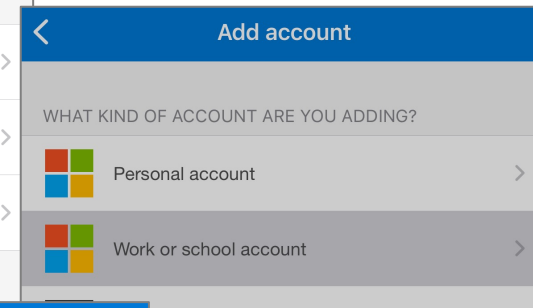 Add account
WHAT KIND OF ACCOUNT ARE YOU ADDING?
Personal account
Work or school account